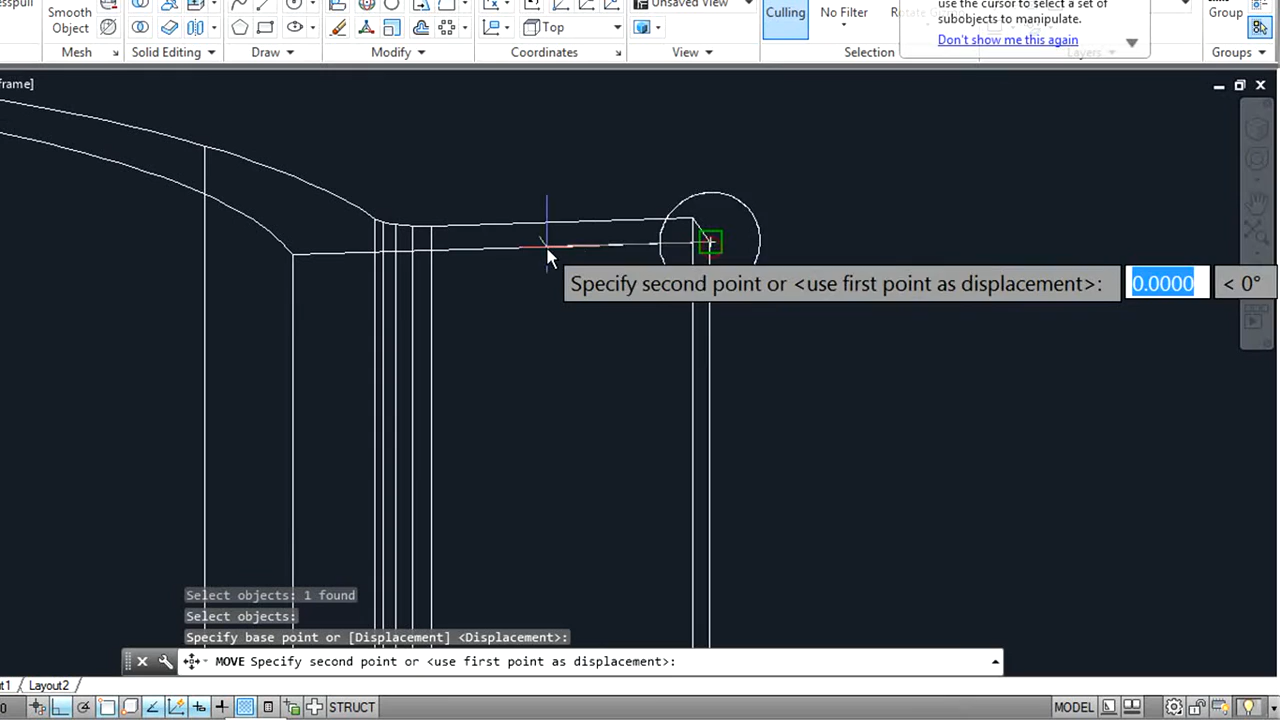 Unsaved View
use the cursor to select a set of
subobjects to manipulate.
Don't show me this again
Smooth
Object
Top
Culling
No Filter
Group
Mesh
Solid Editing
Draw
Modify
Coordinates
View
Selection
Layers
Groups
frame]
Specify second point or <use first point as displacement>:
0.0000
< 0°
Select objects: 1 found
Select objects:
Specify base point or [Displacement] <Displacement>:
MOVE Specify second point or <use first point as displacement>:
Layout2
STRUCT
MODEL